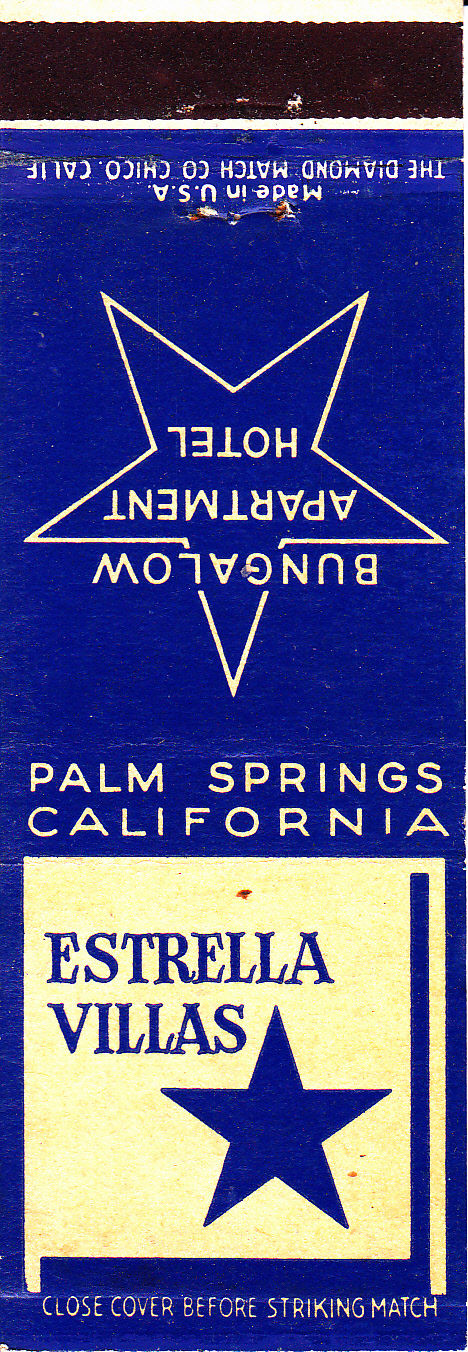 THE DIAMOND MATCH CO. CHICO. CALIF.
Made in U.S.A.
BUNGALOW
APARTMENT
HOTEL
PALM SPRINGS
CALIFORNIA
ESTRELLA
VILLAS
CLOSE COVER BEFORE STRIKING MATCH